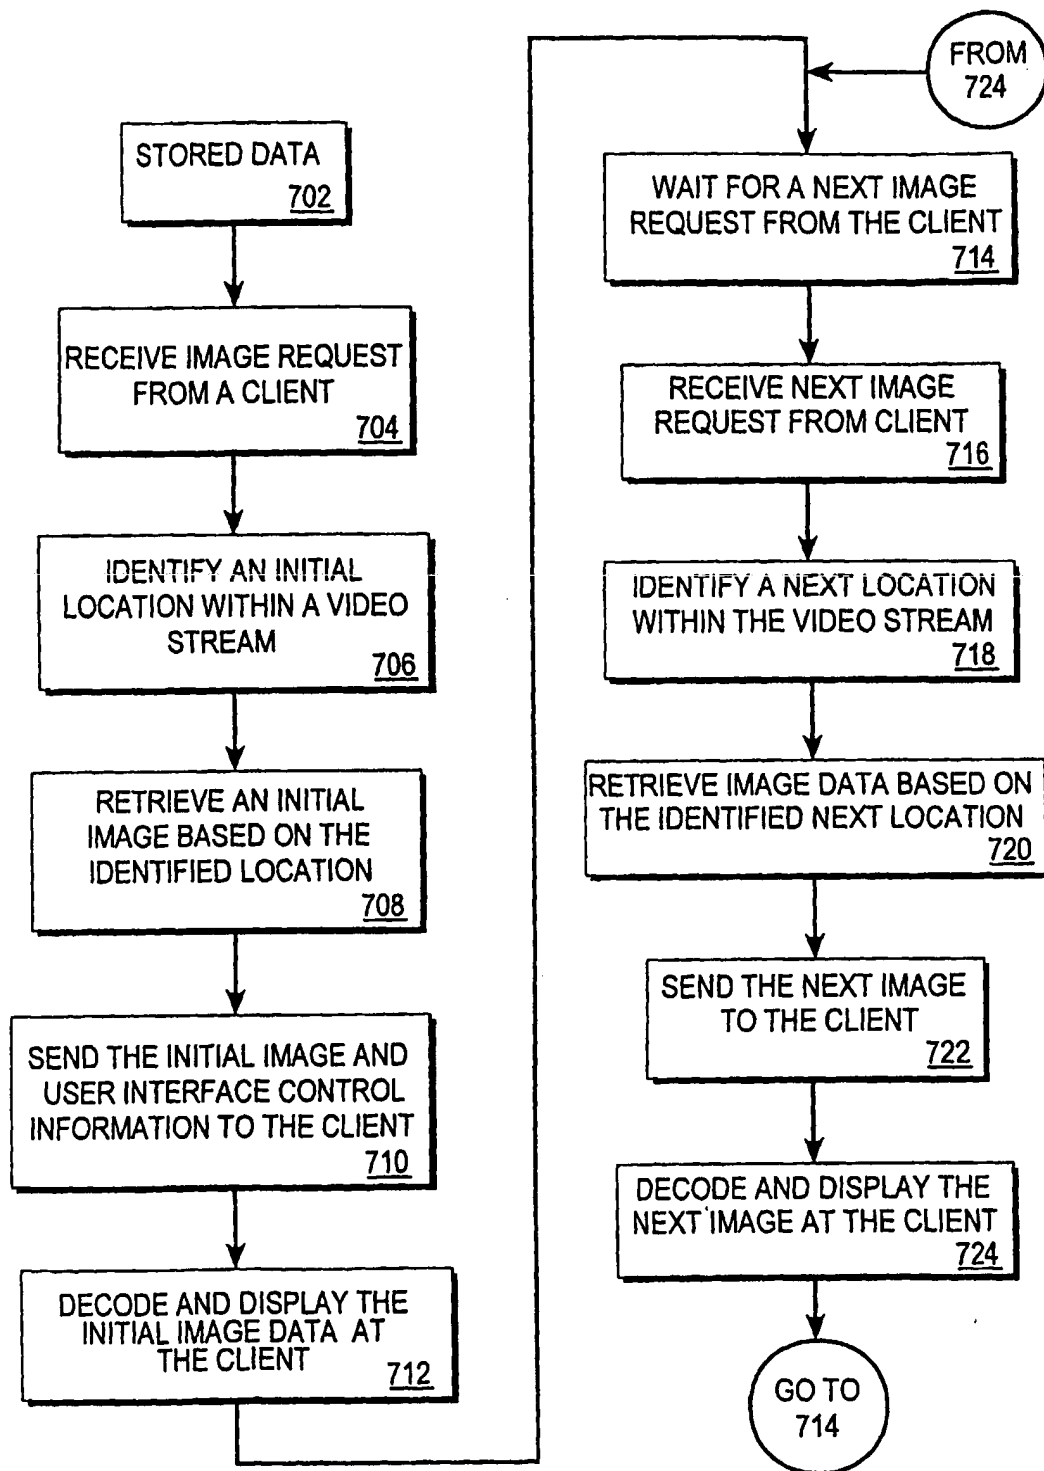 STORED DATA
702
RECEIVE IMAGE REQUEST
FROM A CLIENT
704
IDENTIFY AN INITIAL
LOCATION WITHIN A VIDEO
STREAM
706
RETRIEVE AN INITIAL
IMAGE BASED ON THE
IDENTIFIED LOCATION
708
SEND THE INITIAL IMAGE AND
USER INTERFACE CONTROL
INFORMATION TO THE CLIENT
710
DECODE AND DISPLAY THE
INITIAL IMAGE DATA AT
THE CLIENT
712
FROM
724
WAIT FOR A NEXT IMAGE
REQUEST FROM THE CLIENT
714
RECEIVE NEXT IMAGE
REQUEST FROM CLIENT
716
IDENTIFY A NEXT LOCATION
WITHIN THE VIDEO STREAM
718
RETRIEVE IMAGE DATA BASED ON
THE IDENTIFIED NEXT LOCATION
720
SEND THE NEXT IMAGE
TO THE CLIENT
722
DECODE AND DISPLAY THE
NEXT IMAGE AT THE CLIENT
724
GO TO
714